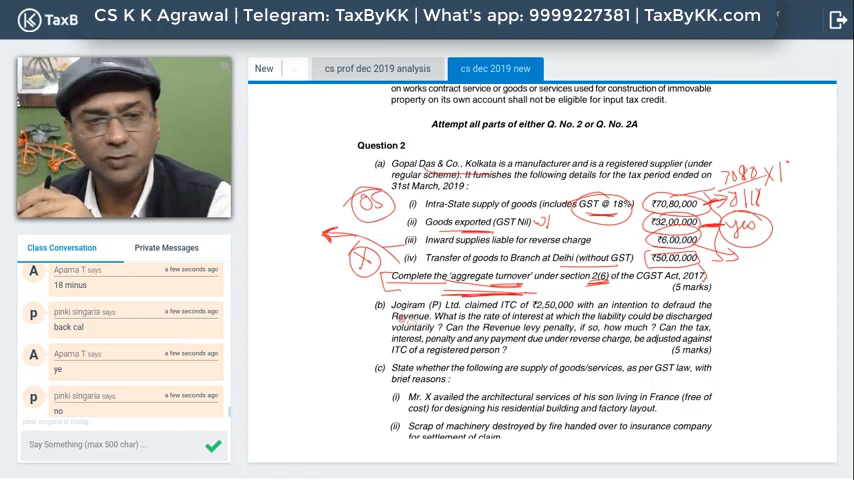 CS K K Agrawal | Telegram: TaxByKK | What's app: 9999227381 | TaxByKK.com
TaxB
New
cs prof dec 2019 analysis
cs dec 2019 new
on works contract service or goods or services used for construction of immovable
property on its own account shall not be eligible for input tax credit.
Attempt all parts of either Q. No. 2 or Q. No. 2A
Question 2
(a) Gopal Das & Co., Kolkata is a manufacturer and is a registered supplier (under
regular scheme). It furnishes the following details for the tax period ended on
31st March, 2019 :
(i) Intra-State supply of goods (includes GST @ 18%) ₹70,80,000
(ii) Goods exported (GST Nil) ₹32,00,000
(iii) Inward supplies liable for reverse charge ₹6,00,000
(iv) Transfer of goods to Branch at Delhi (without GST) ₹50,00,000
Complete the 'aggregate turnover' under section 2(6) of the CGST Act, 2017.
(5 marks)
OS
X
yes
(b) Jogiram (P) Ltd. claimed ITC of ₹2,50,000 with an intention to defraud the
Revenue. What is the rate of interest at which the liability could be discharged
voluntarily ? Can the Revenue levy penalty, if so, how much ? Can the tax,
interest, penalty and any payment due under reverse charge, be adjusted against
ITC of a registered person ? (5 marks)
(c) State whether the following are supply of goods/services, as per GST law, with
brief reasons :
(i) Mr. X availed the architectural services of his son living in France (free of
cost) for designing his residential building and factory layout.
(ii) Scrap of machinery destroyed by fire handed over to insurance company
for settlement of claim.
Class Conversation
Private Messages
A
Aparna T says: a few seconds ago
18 minus
p
pinki singaria says: a few seconds ago
back cal
A
Aparna T says: a few seconds ago
ye
p
pinki singaria says: a few seconds ago
no
pinki singaria is typing...
Say Something (max 500 char) ...